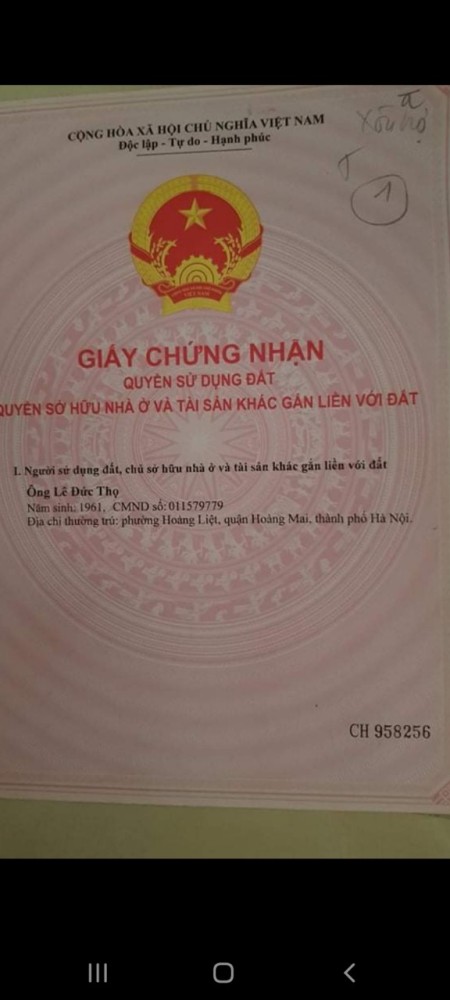 CỘNG HÒA XÃ HỘI CHỦ NGHĨA VIỆT NAM
Độc lập - Tự do - Hạnh phúc
1
GIẤY CHỨNG NHẬN
QUYỀN SỬ DỤNG ĐẤT
QUYỀN SỞ HỮU NHÀ Ở VÀ TÀI SẢN KHÁC GẮN LIỀN VỚI ĐẤT
I. Người sử dụng đất, chủ sở hữu nhà ở và tài sản khác gắn liền với đất
Ông Lê Đức Thọ
Năm sinh: 1961, CMND số: 011579779
Địa chỉ thường trú: phường Hoàng Liệt, quận Hoàng Mai, thành phố Hà Nội.
CH 958256